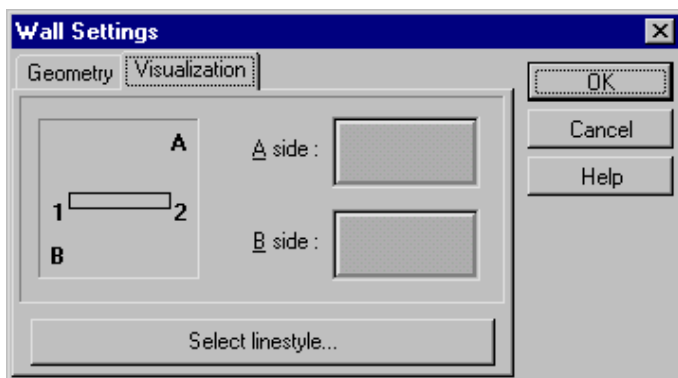 Wall Settings
Geometry
Visualization
OK
Cancel
Help
A
1
2
B
A side :
B side :
Select linestyle...